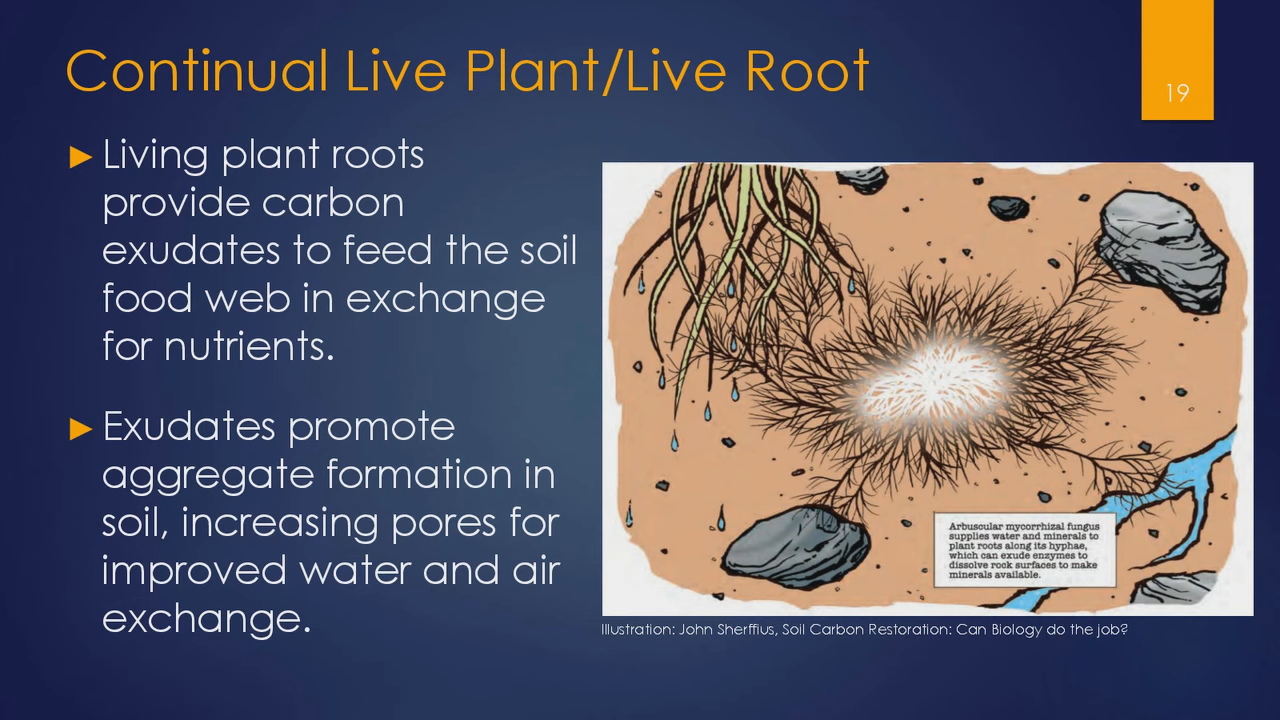 Continual Live Plant/Live Root
19
► Living plant roots
provide carbon
exudates to feed the soil
food web in exchange
for nutrients.
► Exudates promote
aggregate formation in
soil, increasing pores for
improved water and air
exchange.
Arbuscular mycorrhizal fungus
supplies water and minerals to
plant roots along its hyphae,
which can exude enzymes to
dissolve rock surfaces to make
minerals available.
Illustration: John Sherffius, Soil Carbon Restoration: Can Biology do the job?